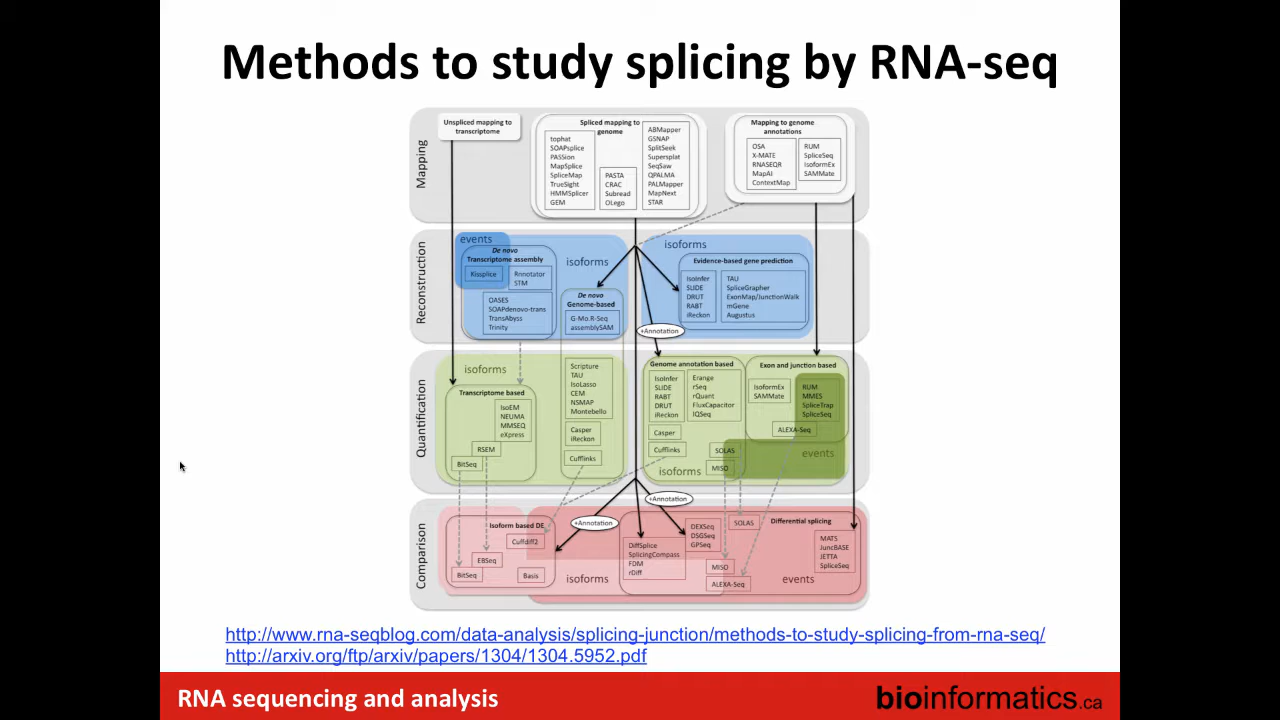 Methods to study splicing by RNA-seq
Mapping
Unspliced mapping to
transcriptome
Spliced mapping to
genome
tophat
SOAPsplice
PASSion
MapSplice
SpliceMap
TrueSight
HMMSplicer
GEM
PASTA
CRAC
Subread
OLego
ABMapper
GSNAP
SplitSeek
Supersplat
SeqSaw
QPALMA
PALMapper
MapNext
STAR
Mapping to genome
annotations
OSA
X-MATE
RNASEQR
MapAl
ContextMap
RUM
SpliceSeq
IsoformEx
SAMMate
Reconstruction
events
De novo
Transcriptome assembly
Kissplice
Rnnotator
STM
OASES
SOAPdenovo-trans
TransAbyss
Trinity
isoforms
De novo
Genome-based
G-Mo.R-Seq
assemblySAM
isoforms
Evidence-based gene prediction
IsoInfer
SLIDE
DRUT
RABT
iReckon
TAU
SpliceGrapher
ExonMap/JunctionWalk
mGene
Augustus
+Annotation
Quantification
isoforms
Transcriptome based
IsoEM
NEUMA
MMSEQ
eXpress
RSEM
BitSeq
Scripture
TAU
IsoLasso
CEM
NSMAP
Montebello
Casper
iReckon
Cufflinks
Genome annotation based
IsoInfer
SLIDE
RABT
DRUT
iReckon
Erange
rSeq
rQuant
FluxCapacitor
IQSeq
Casper
Cufflinks
SOLAS
MISO
isoforms
Exon and junction based
IsoformEx
SAMMate
RUM
MMES
SpliceTrap
SpliceSeq
ALEXA-Seq
events
Comparison
+Annotation
+Annotation
Isoform based DE
Cuffdiff2
EBSeq
BitSeq
Basis
isoforms
DiffSplice
SplicingCompass
FDM
rDiff
DEXSeq
DSGSeq
GPSeq
SOLAS
Differential splicing
MATS
JuncBASE
JETTA
SpliceSeq
MISO
ALEXA-Seq
events
http://www.rna-seqblog.com/data-analysis/splicing-junction/methods-to-study-splicing-from-rna-seq/
http://arxiv.org/ftp/arxiv/papers/1304/1304.5952.pdf
RNA sequencing and analysis
bioinformatics.ca